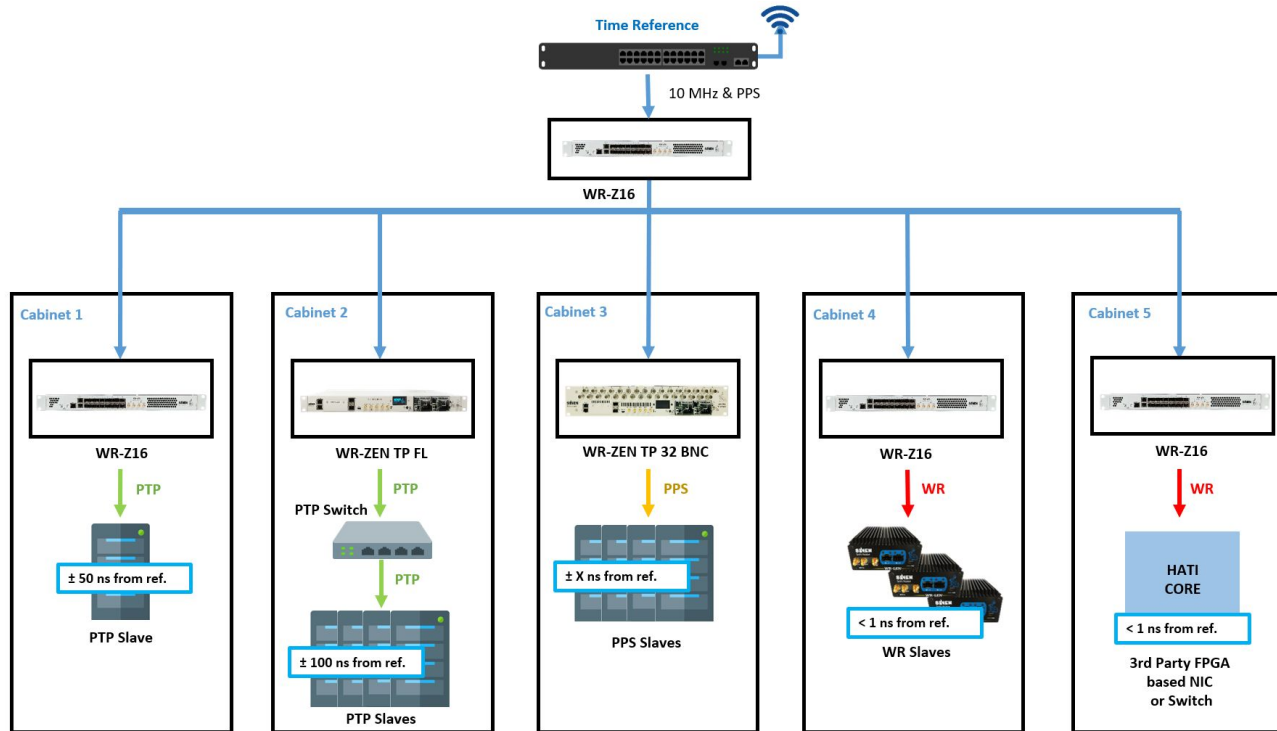 Time Reference
10 MHz & PPS
WR-Z16
Cabinet 1
Cabinet 2
Cabinet 3
Cabinet 4
Cabinet 5
WR-Z16
WR-ZEN TP FL
WR-ZEN TP 32 BNC
WR-Z16
WR-Z16
PTP
PTP
PPS
WR
WR
PTP Switch
PTP
± 50 ns from ref.
± 100 ns from ref.
± X ns from ref.
< 1 ns from ref.
HATI
CORE
< 1 ns from ref.
PTP Slave
PTP Slaves
PPS Slaves
WR Slaves
3rd Party FPGA
based NIC
or Switch